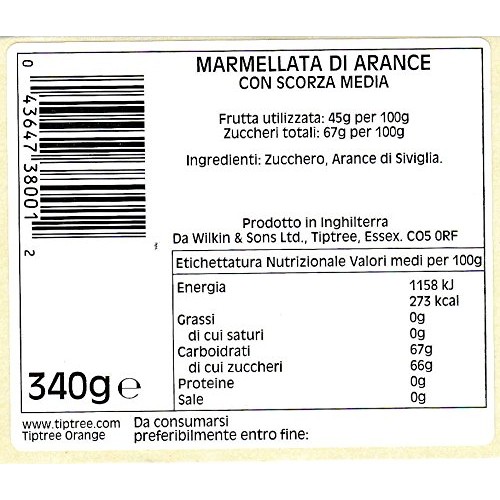 MARMELLATA DI ARANCE
CON SCORZA MEDIA
Frutta utilizzata: 45g per 100g
Zuccheri totali: 67g per 100g
Ingredienti: Zucchero, Arance di Siviglia.
0 43647 38001 2
Prodotto in Inghilterra
Da Wilkin & Sons Ltd., Tiptree, Essex. CO5 0RF
Etichettatura Nutrizionale Valori medi per 100g
Energia 1158 kJ
273 kcal
Grassi 0g
di cui saturi 0g
Carboidrati 67g
di cui zuccheri 66g
Proteine 0g
Sale 0g
340g e
www.tiptree.com
Tiptree Orange
Da consumarsi
preferibilmente entro fine: